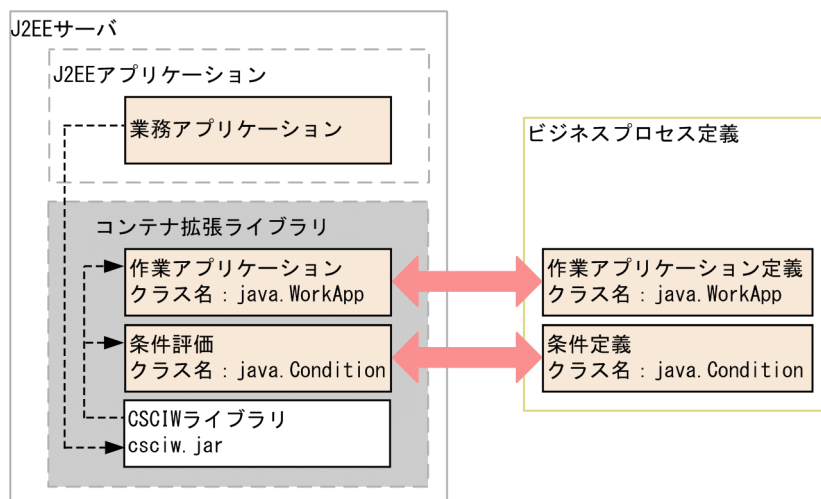 J2EEサーバ
J2EEアプリケーション
業務アプリケーション
コンテナ拡張ライブラリ
作業アプリケーション
クラス名：java.WorkApp
条件評価
クラス名：java.Condition
CSCIWライブラリ
csciw.jar
ビジネスプロセス定義
作業アプリケーション定義
クラス名：java.WorkApp
条件定義
クラス名：java.Condition